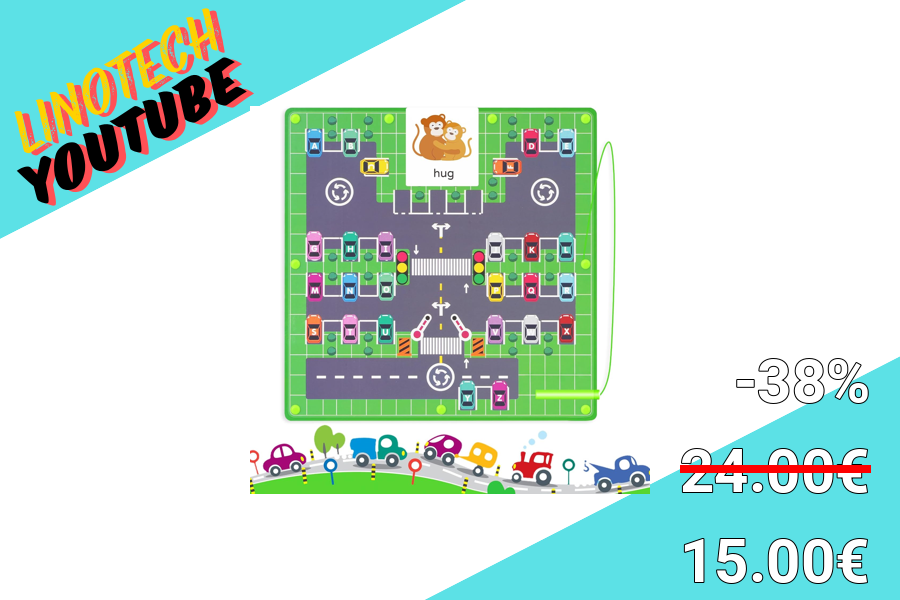 LINOTECH
YOUTUBE
hug
A
D
G H I
K
M N O
Q
S T U
V X
Y Z
-38%
24.00€
15.00€